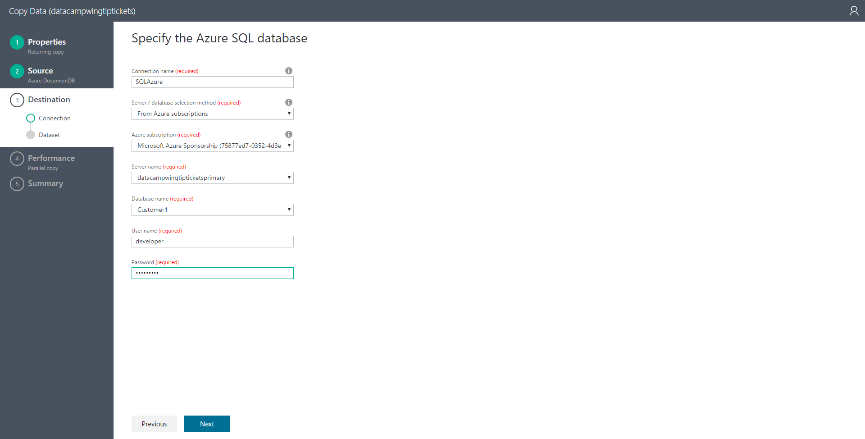 Copy Data (datacampwingtiptickets)
1 Properties
Recurring copy
2 Source
Azure DocumentDB
3 Destination
Connection
Dataset
4 Performance
Parallel copy
5 Summary
Specify the Azure SQL database
Connection name (required)
SQLAzure
Server / database selection method (required)
From Azure subscriptions
Azure subscription (required)
Microsoft Azure Sponsorship (75877ed7-0352-4d3e
Server name (required)
datacampwingtipticketsprimary
Database name (required)
Customer1
User name (required)
developer
Password (required)
•••••••••
Previous Next